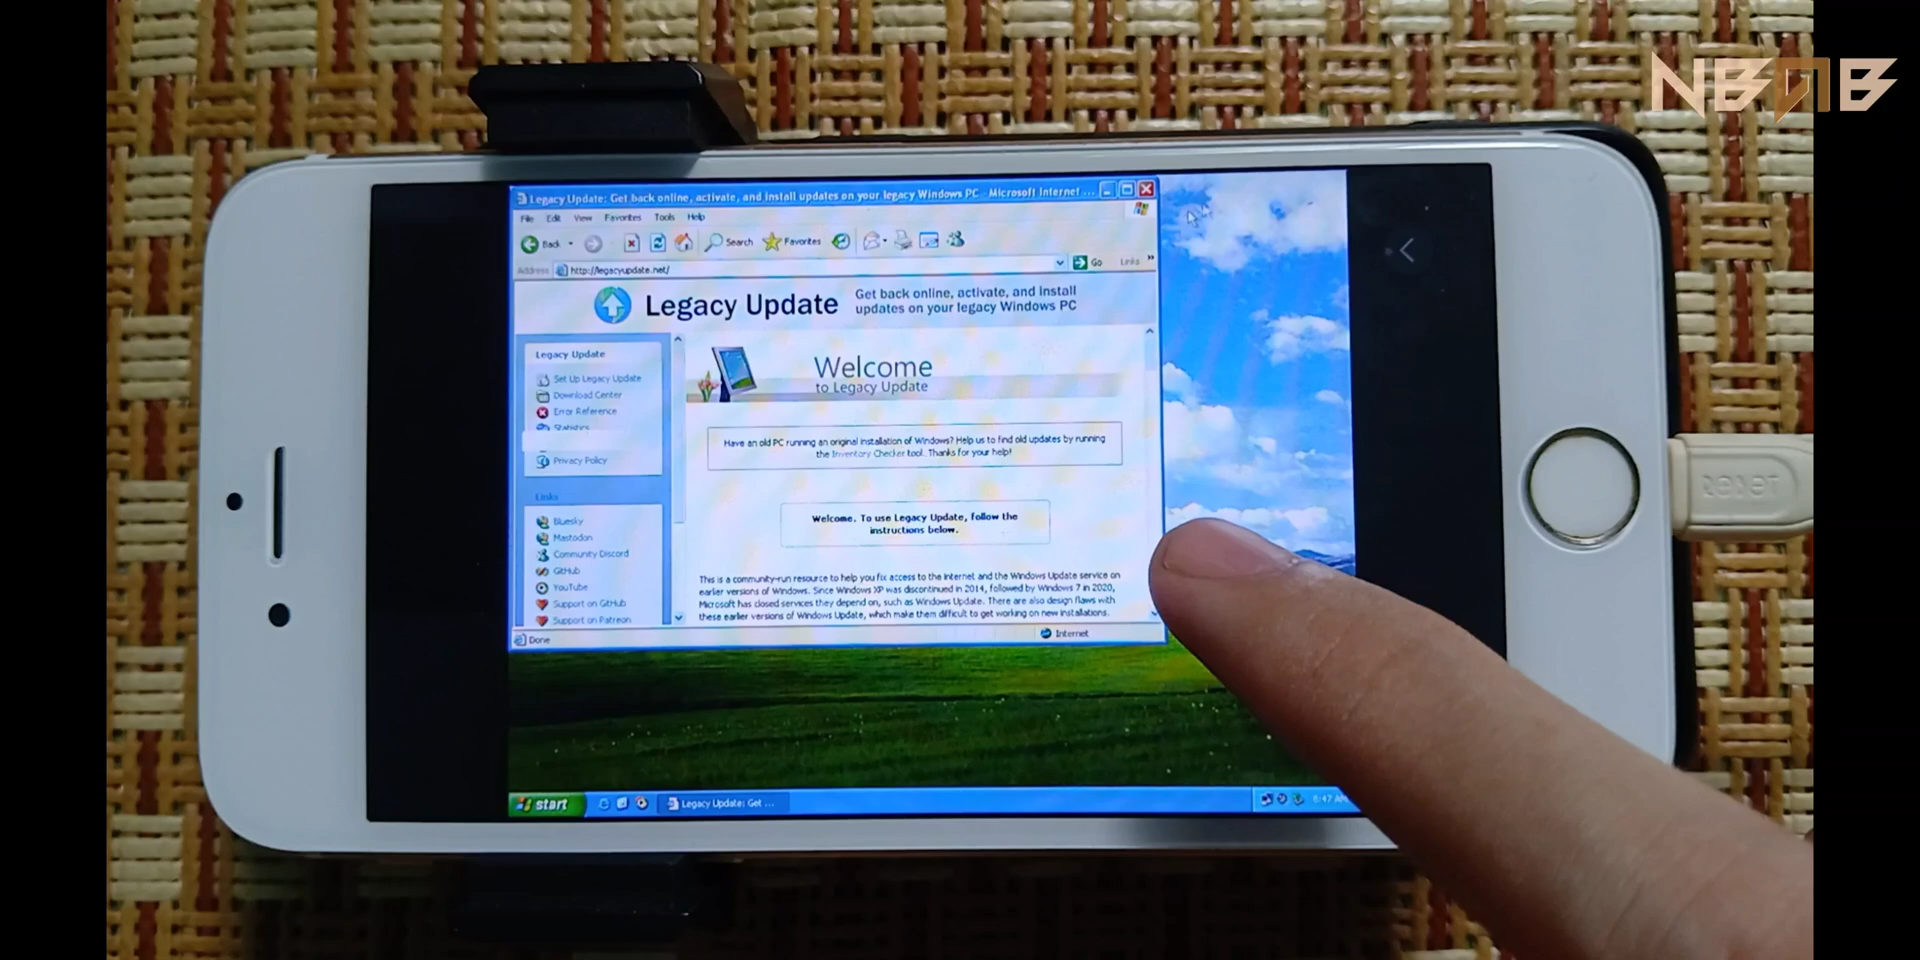 NB
B
Legacy Update: Get back online, activate, and install updates on your legacy Windows PC - Microsoft Internet ...
File Edit View Favorites Tools Help
Back Search Favorites
Address http://legacyupdate.net/ Go Links »
Legacy Update
Get back online, activate, and install
updates on your legacy Windows PC
Legacy Update
Set Up Legacy Update
Download Center
Error Reference
Statistics
Privacy Policy
Links
Bluesky
Mastodon
Community Discord
GitHub
YouTube
Support on GitHub
Support on Patreon
Welcome
to Legacy Update
Have an old PC running an original installation of Windows? Help us to find old updates by running
the Inventory Checker tool. Thanks for your help!
Welcome. To use Legacy Update, follow the
instructions below.
This is a community-run resource to help you fix access to the internet and the Windows Update service on
earlier versions of Windows. Since Windows XP was discontinued in 2014, followed by Windows 7 in 2020,
Microsoft has closed services they depend on, such as Windows Update. There are also design flaws with
these earlier versions of Windows Update, which make them difficult to get working on new installations.
Done
Internet
start
Legacy Update: Get ...
6:47 AM